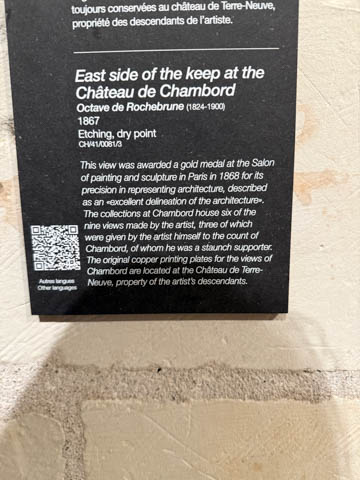 toujours conservées au château de Terre-Neuve,
propriété des descendants de l'artiste.
East side of the keep at the
Château de Chambord
Octave de Rochebrune (1824-1900)
1867
Etching, dry point
CH/41/0081/3
This view was awarded a gold medal at the Salon
of painting and sculpture in Paris in 1868 for its
precision in representing architecture, described
as an «excellent delineation of the architecture».
The collections at Chambord house six of the
nine views made by the artist, three of which
were given by the artist himself to the count of
Chambord, of whom he was a staunch supporter.
The original copper printing plates for the views of
Chambord are located at the Château de Terre-
Neuve, property of the artist's descendants.
Autres langues
Other languages